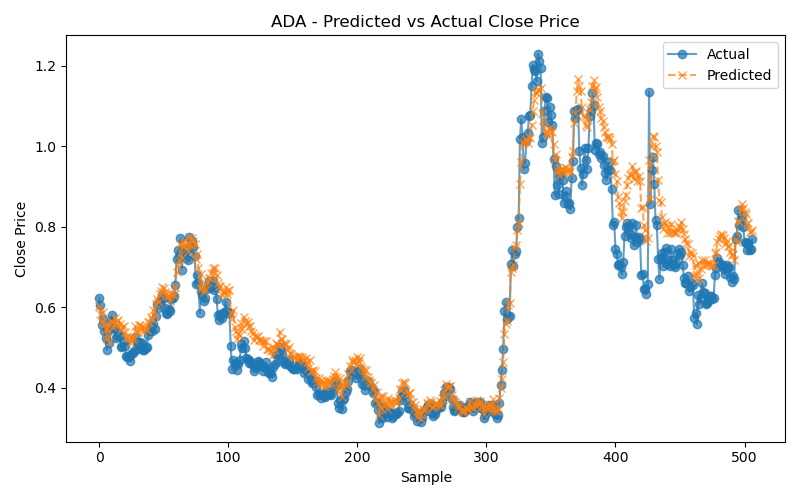 ADA - Predicted vs Actual Close Price
Actual
Predicted
Close Price
1.2
1.0
0.8
0.6
0.4
0
100
200
300
400
500
Sample